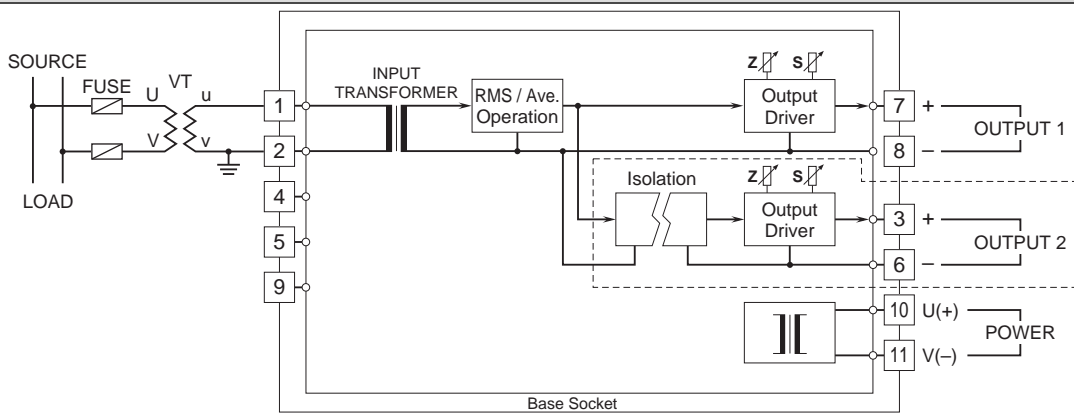 SOURCE
FUSE
VT
U
u
V
v
LOAD
1
2
4
5
9
INPUT
TRANSFORMER
RMS / Ave.
Operation
Z
S
Output
Driver
7
+
8
–
OUTPUT 1
Isolation
Z
S
Output
Driver
3
+
6
–
OUTPUT 2
10
U(+)
11
V(–)
POWER
Base Socket